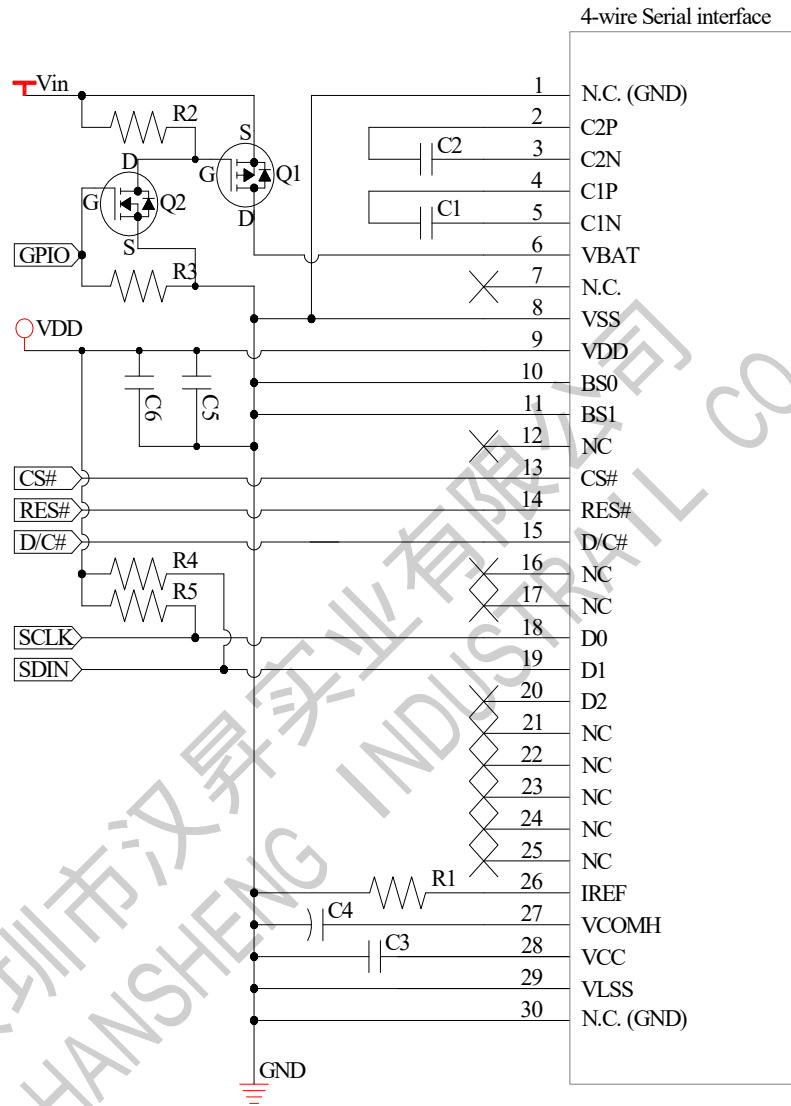 4-wire Serial interface
Vin
R2
S
G
Q1
D
D
G
Q2
S
GPIO
R3
VDD
C6
C5
CS#
RES#
D/C#
R4
R5
SCLK
SDIN
C2
C1
R1
C4
C3
GND
1 N.C. (GND)
2 C2P
3 C2N
4 C1P
5 C1N
6 VBAT
7 N.C.
8 VSS
9 VDD
10 BS0
11 BS1
12 NC
13 CS#
14 RES#
15 D/C#
16 NC
17 NC
18 D0
19 D1
20 D2
21 NC
22 NC
23 NC
24 NC
25 NC
26 IREF
27 VCOMH
28 VCC
29 VLSS
30 N.C. (GND)
圳市汉昇实业有限公司
HANSHENG INDUSTRAIL CO